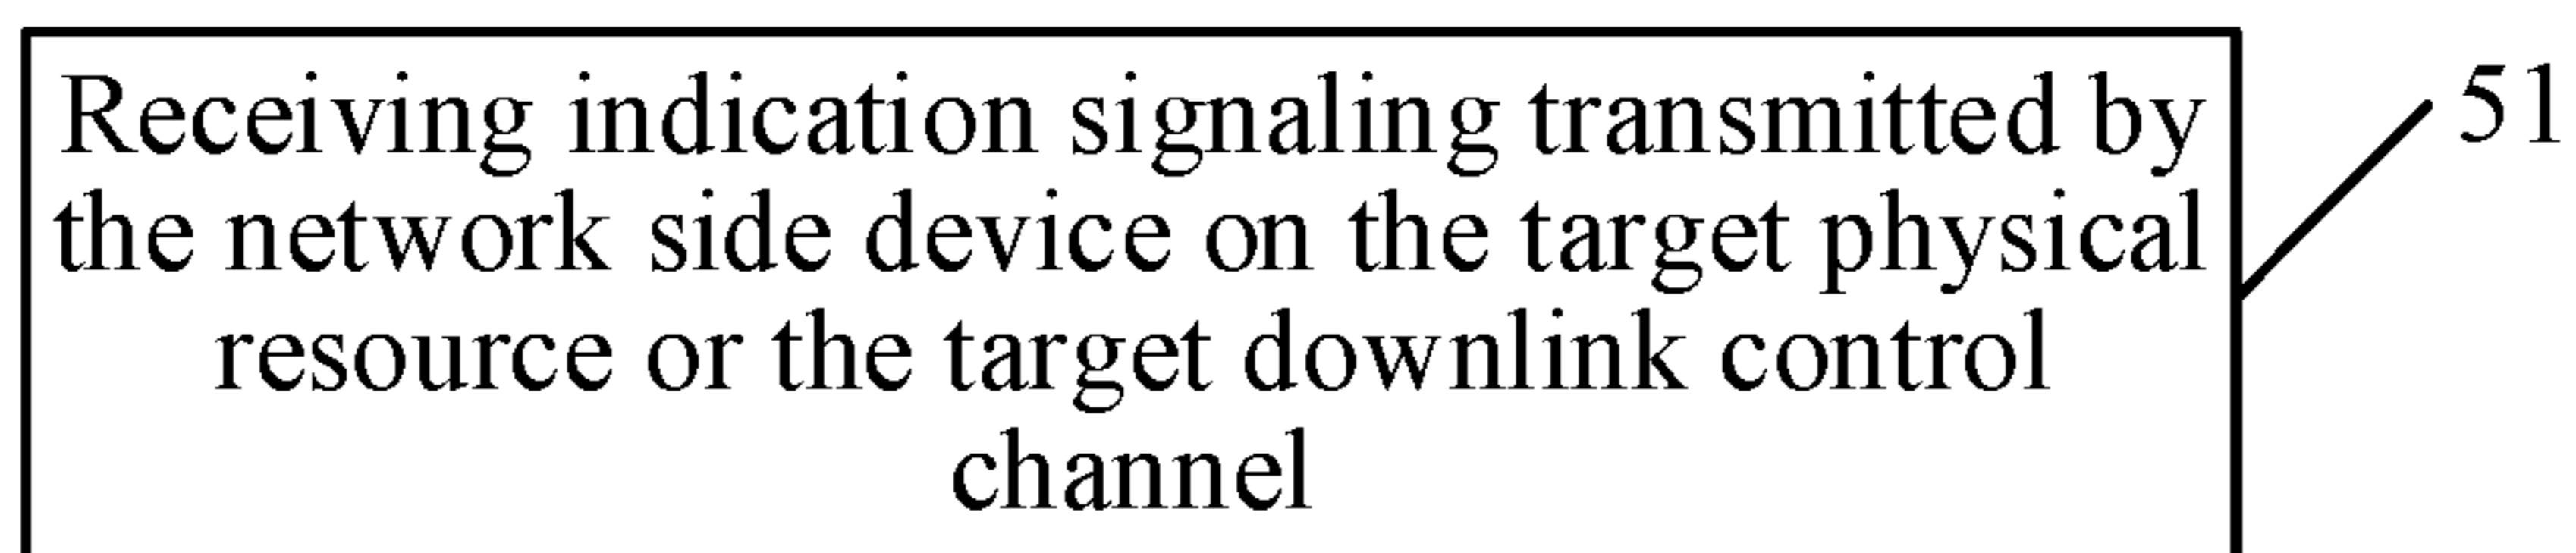 Receiving indication signaling transmitted by
the network side device on the target physical
resource or the target downlink control
channel
51